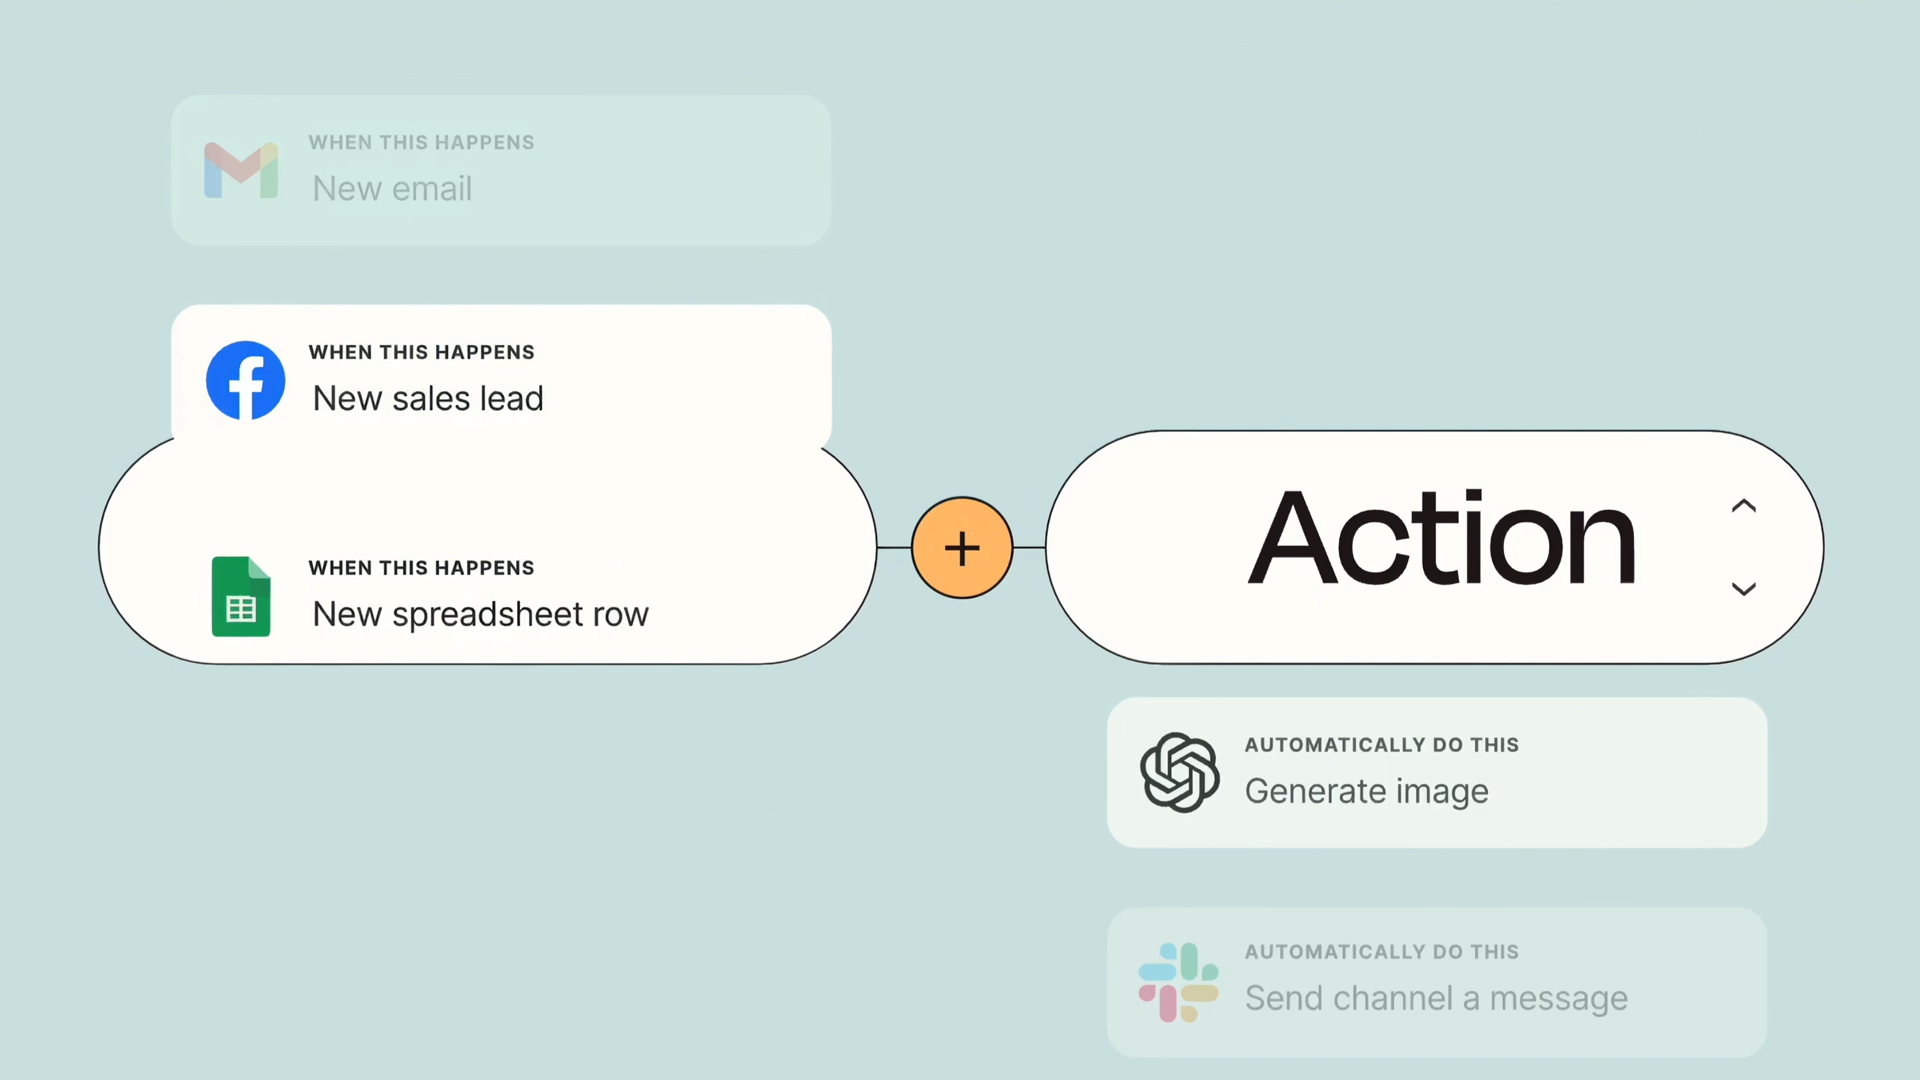 WHEN THIS HAPPENS
New email
WHEN THIS HAPPENS
New sales lead
WHEN THIS HAPPENS
New spreadsheet row
+
Action
AUTOMATICALLY DO THIS
Generate image
AUTOMATICALLY DO THIS
Send channel a message